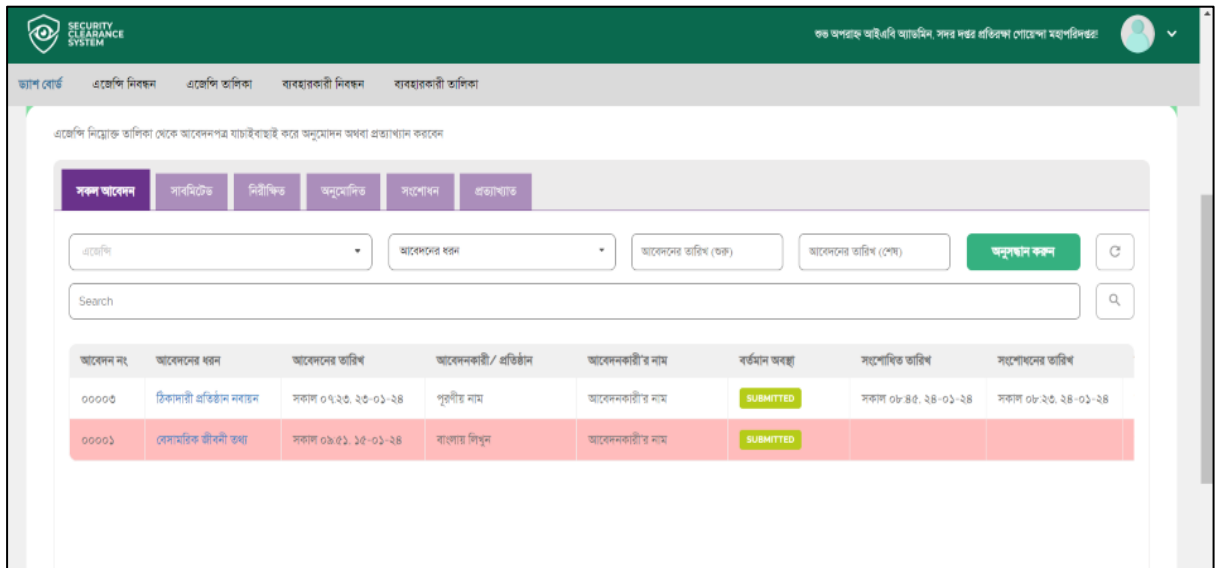 SECURITY
CLEARANCE
SYSTEM
শুভ অপরাহ্ন আইএবি অ্যাডমিন, সদর দপ্তর প্রতিরক্ষা গোয়েন্দা মহাপরিদপ্তর!
ড্যাশ বোর্ড এজেন্সি নিবন্ধন এজেন্সি তালিকা ব্যবহারকারী নিবন্ধন ব্যবহারকারী তালিকা
এজেন্সি নিম্নোক্ত তালিকা থেকে আবেদনপত্র যাচাইবাছাই করে অনুমোদন অথবা প্রত্যাখ্যান করবেন
সকল আবেদন সাবমিটেড নিরীক্ষিত অনুমোদিত সংশোধন প্রত্যাখ্যাত
এজেন্সি আবেদনের ধরন আবেদনের তারিখ (শুরু) আবেদনের তারিখ (শেষ) অনুসন্ধান করুন
Search
আবেদন নং আবেদনের ধরন আবেদনের তারিখ আবেদনকারী/ প্রতিষ্ঠান আবেদনকারী'র নাম বর্তমান অবস্থা সংশোধিত তারিখ সংশোধনের তারিখ
০০০০৩ ঠিকাদারী প্রতিষ্ঠান নবায়ন সকাল ০৭:২৩, ২৩-০১-২৪ পূরণীয় নাম আবেদনকারী'র নাম SUBMITTED সকাল ০৮:৪৫, ২৪-০১-২৪ সকাল ০৮:২৩, ২৪-০১-২৪
০০০০১ বেসামরিক জীবনী তথ্য সকাল ০৯:৫১, ১৫-০১-২৪ বাংলায় লিখুন আবেদনকারী'র নাম SUBMITTED